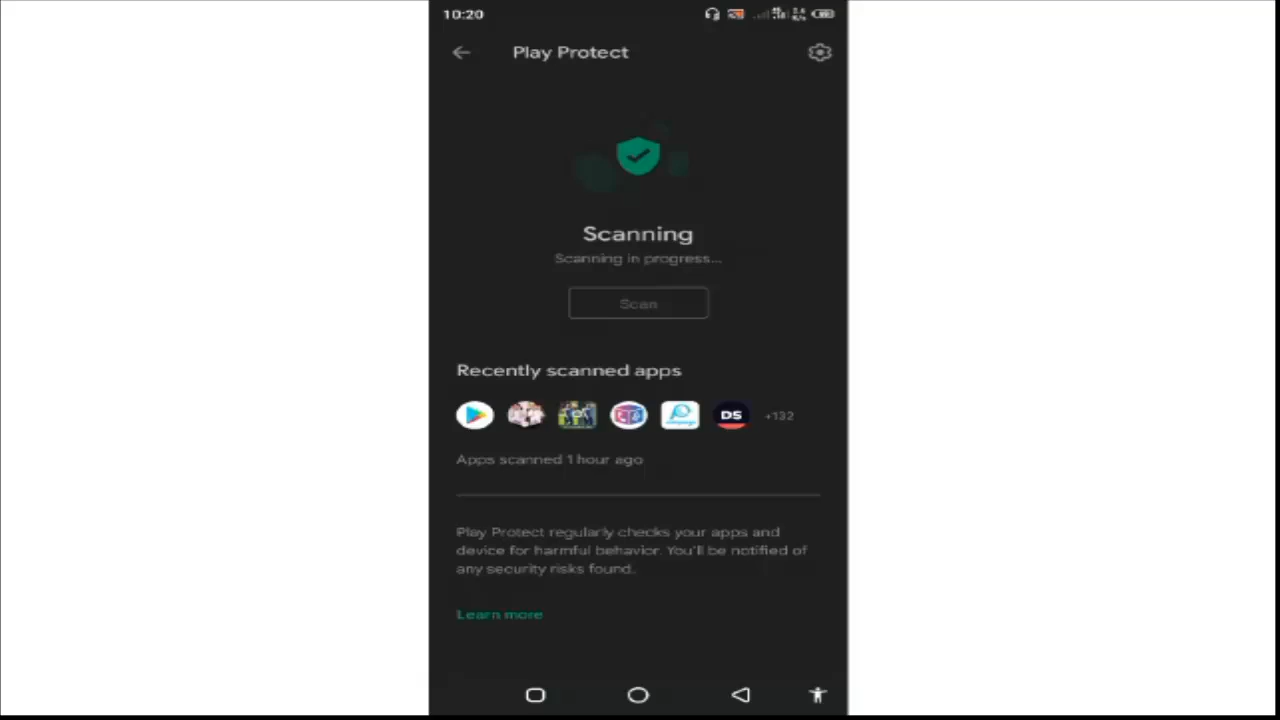 10:20
Play Protect
Scanning
Scanning in progress...
Scan
Recently scanned apps
DS
+132
Apps scanned 1 hour ago
Play Protect regularly checks your apps and
device for harmful behavior. You'll be notified of
any security risks found.
Learn more